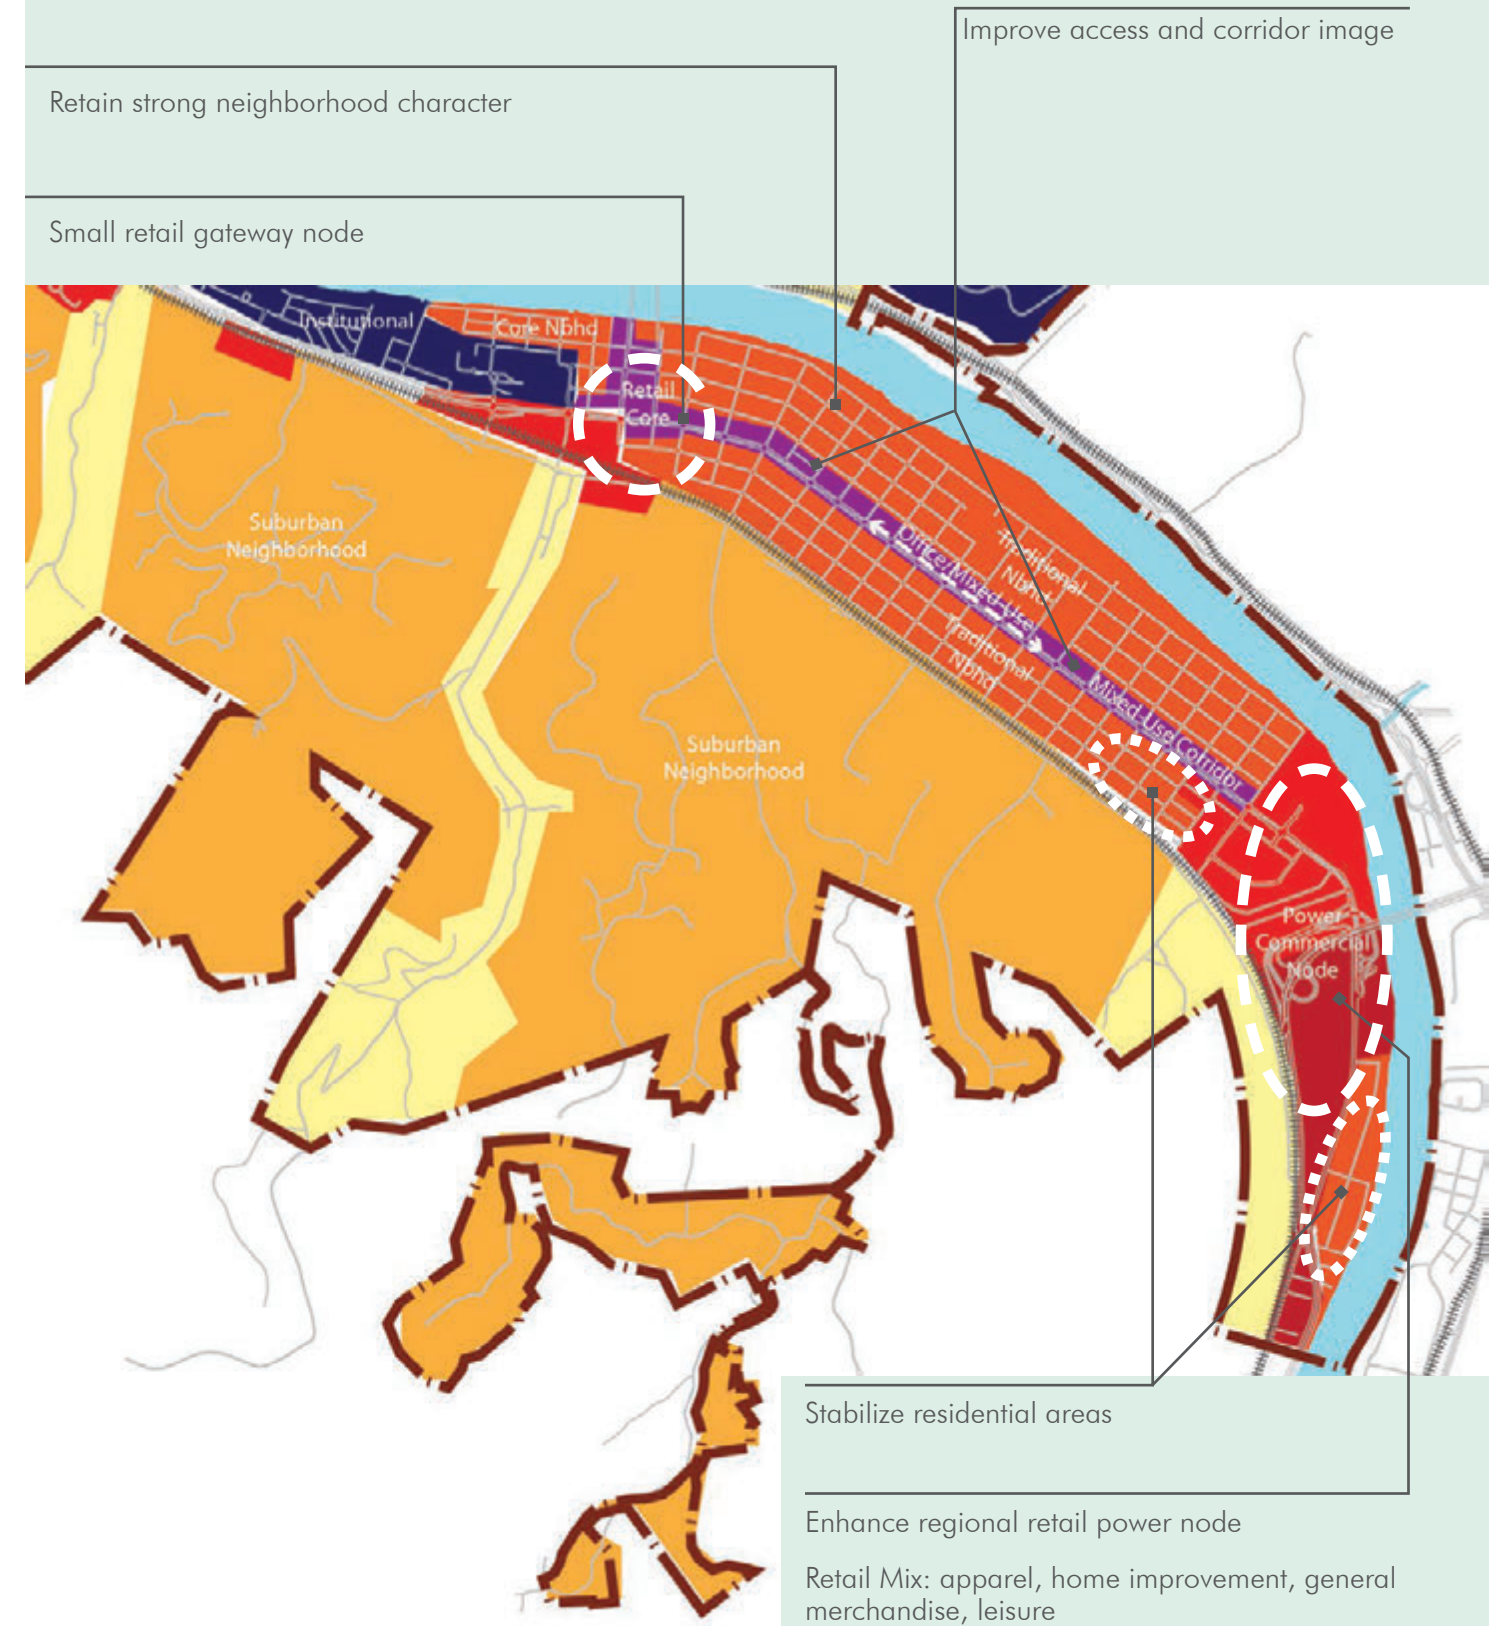 Improve access and corridor image
Retain strong neighborhood character
Small retail gateway node
Institutional
Core Nbhd
Retail
Core
Suburban
Neighborhood
Office/Mixed-Use
Traditional
Nbhd
Traditional
Nbhd
Mixed-Use Corridor
Suburban
Neighborhood
Power
Commercial
Node
Stabilize residential areas
Enhance regional retail power node
Retail Mix: apparel, home improvement, general
merchandise, leisure